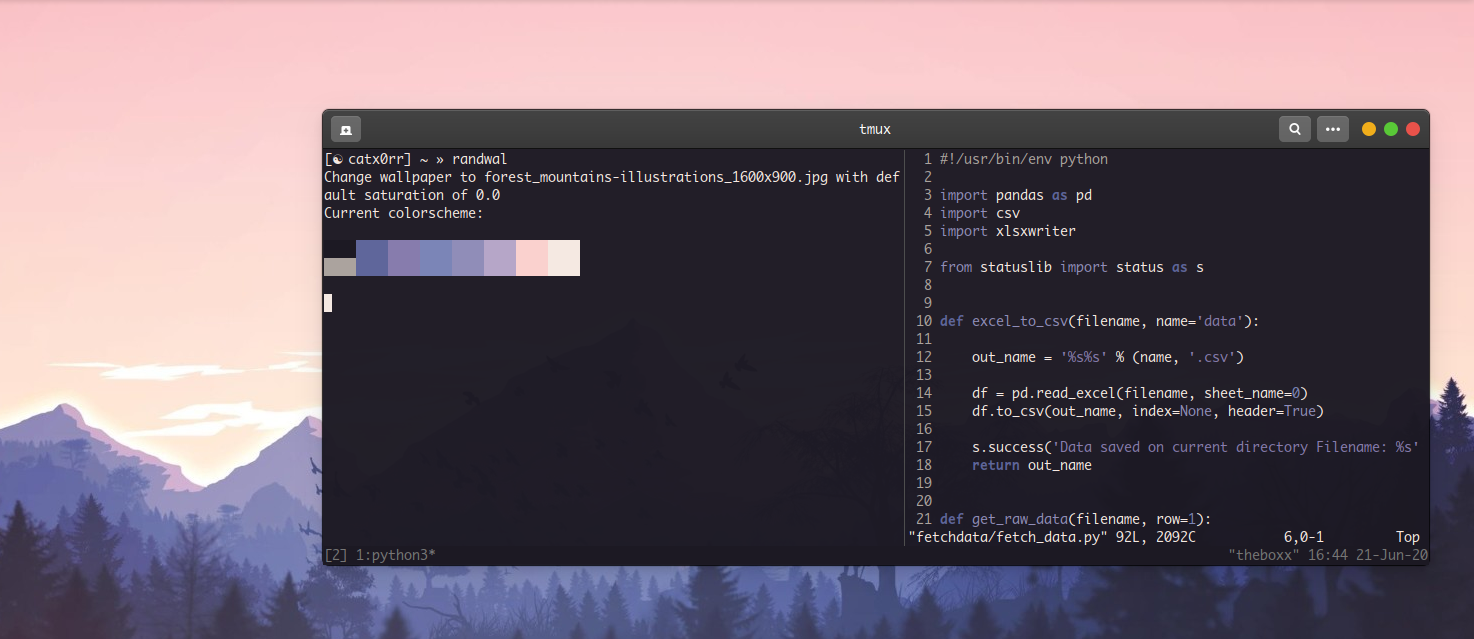 tmux
[☯ catx0rr] ~ » randwal
Change wallpaper to forest_mountains-illustrations_1600x900.jpg with def
ault saturation of 0.0
Current colorscheme:
1 #!/usr/bin/env python
2
3 import pandas as pd
4 import csv
5 import xlsxwriter
6
7 from statuslib import status as s
8
9
10 def excel_to_csv(filename, name='data'):
11
12     out_name = '%s%s' % (name, '.csv')
13
14     df = pd.read_excel(filename, sheet_name=0)
15     df.to_csv(out_name, index=None, header=True)
16
17     s.success('Data saved on current directory Filename: %s'
18     return out_name
19
20
21 def get_raw_data(filename, row=1):
"fetchdata/fetch_data.py" 92L, 2092C 6,0-1 Top
[2] 1:python3* "theboxx" 16:44 21-Jun-20